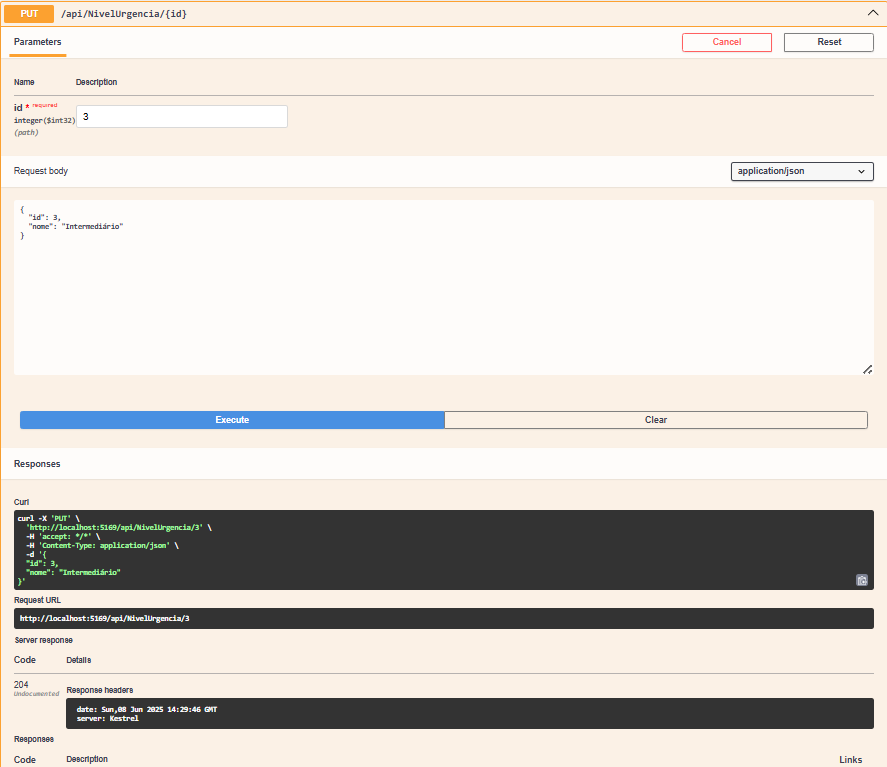 PUT /api/NivelUrgencia/{id}
Parameters Cancel Reset
Name Description
id * required
integer($int32)
(path)
3
Request body application/json
{
"id": 3,
"nome": "Intermediário"
}
Execute Clear
Responses
Curl
curl -X 'PUT' \
'http://localhost:5169/api/NivelUrgencia/3' \
-H 'accept: */*' \
-H 'Content-Type: application/json' \
-d '{
"id": 3,
"nome": "Intermediário"
}'
Request URL
http://localhost:5169/api/NivelUrgencia/3
Server response
Code Details
204
Undocumented
Response headers
date: Sun,08 Jun 2025 14:29:46 GMT
server: Kestrel
Responses
Code Description Links